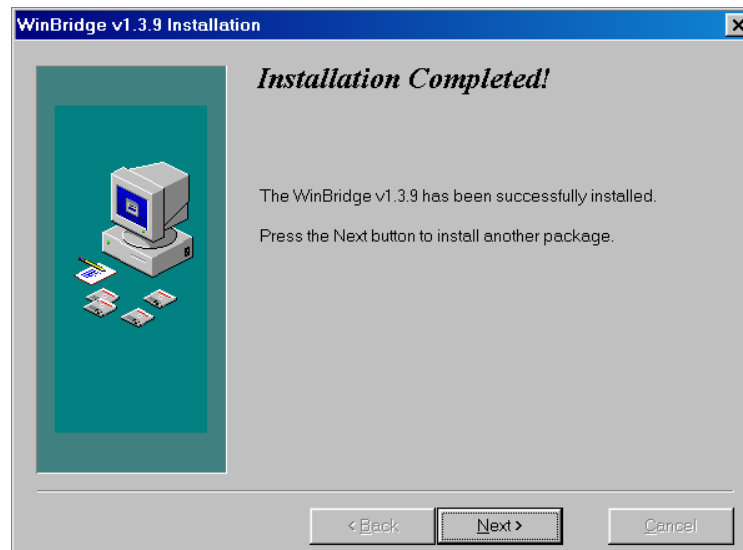 WinBridge v1.3.9 Installation
Installation Completed!
The WinBridge v1.3.9 has been successfully installed.
Press the Next button to install another package.
< Back Next > Cancel